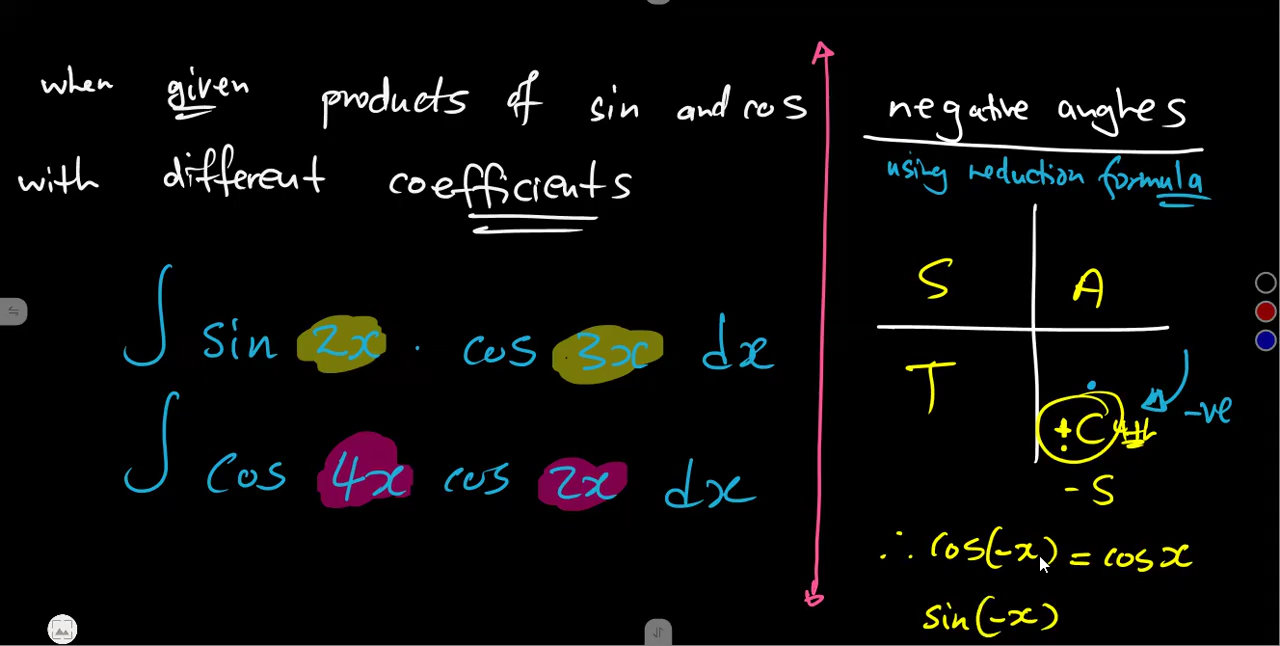 when given products of sin and cos
with different coefficients
∫ sin 2x · cos 3x dx
∫ cos 4x cos 2x dx
negative angles
using reduction formula
S A
T +C
-ve
- S
∴ cos(-x) = cos x
sin(-x)